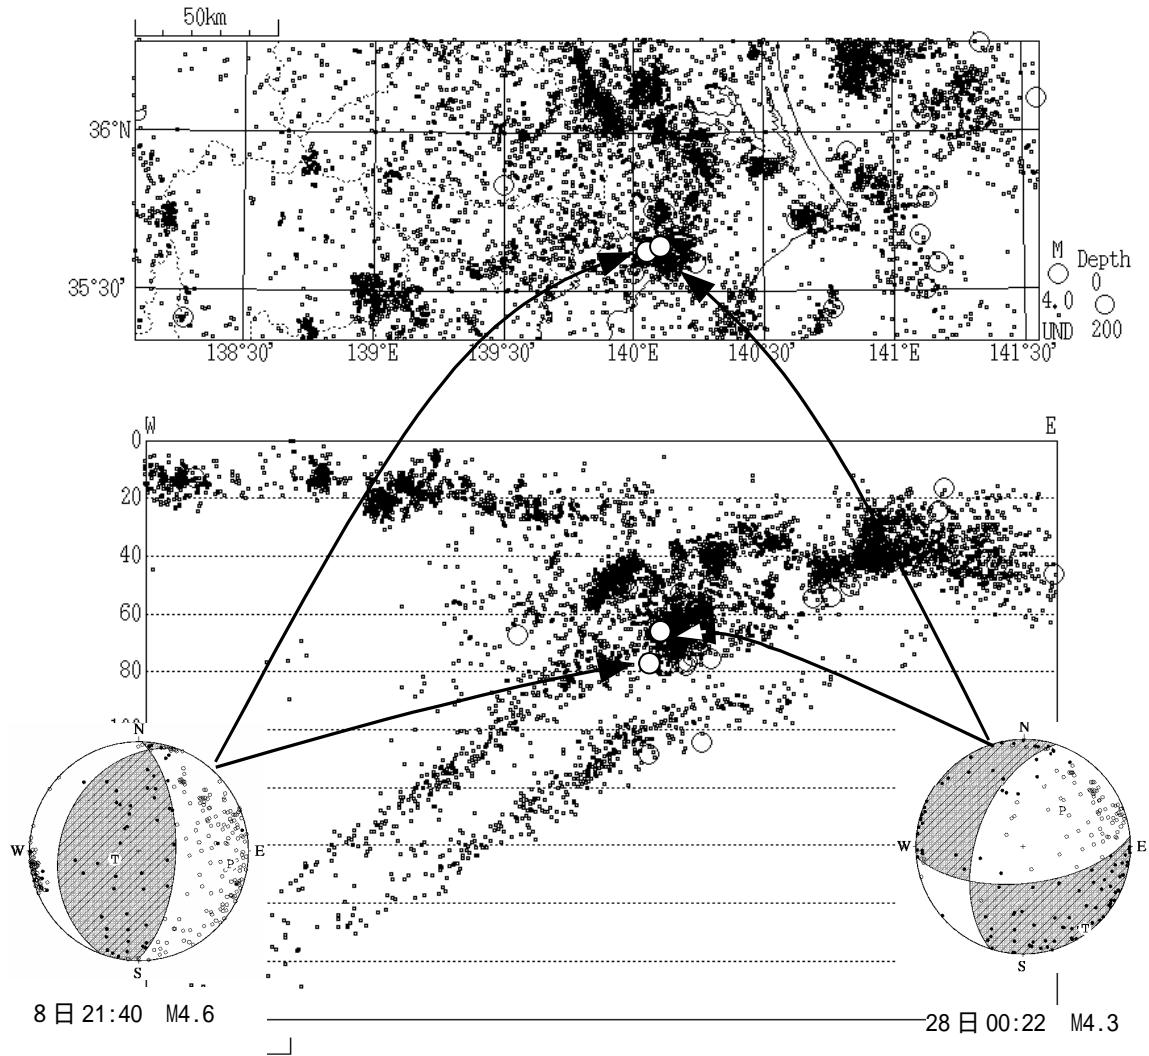 50km
36°N
35°30′
138°30′ 139°E 139°30′ 140°E 140°30′ 141°E 141°30′
M Depth
0
4.0
UND 200
W E
0
20
40
60
80
N
W T P E
S
N
W P E
T
S
8日21:40 M4.6
28日00:22 M4.3